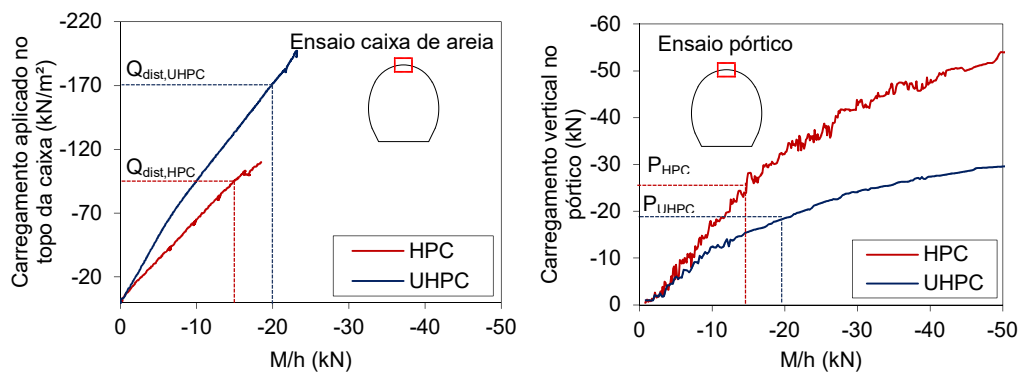 Carregamento aplicado no
topo da caixa (kN/m²)
-220
-170
-120
-70
-20
Ensaio caixa de areia
Qdist,UHPC
Qdist,HPC
HPC
UHPC
0 -10 -20 -30 -40 -50
M/h (kN)
Carregamento vertical no
pórtico (kN)
-60
-50
-40
-30
-20
-10
0
Ensaio pórtico
PHPC
PUHPC
HPC
UHPC
0 -10 -20 -30 -40 -50
M/h (kN)